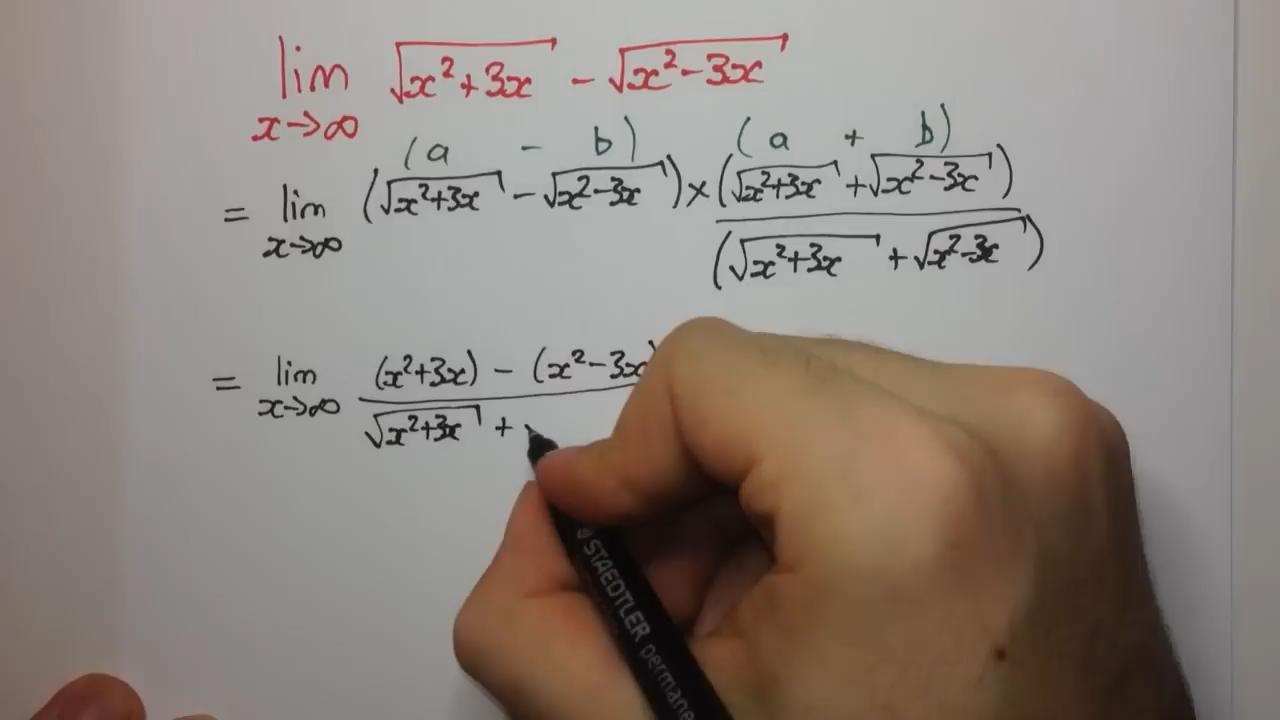 lim x→∞ √(x²+3x) - √(x²-3x)
(a - b) (a + b)
= lim x→∞ (√(x²+3x) - √(x²-3x)) × (√(x²+3x) + √(x²-3x)) / (√(x²+3x) + √(x²-3x))
= lim x→∞ (x²+3x) - (x²-3x) / √(x²+3x) +
STAEDTLER permane